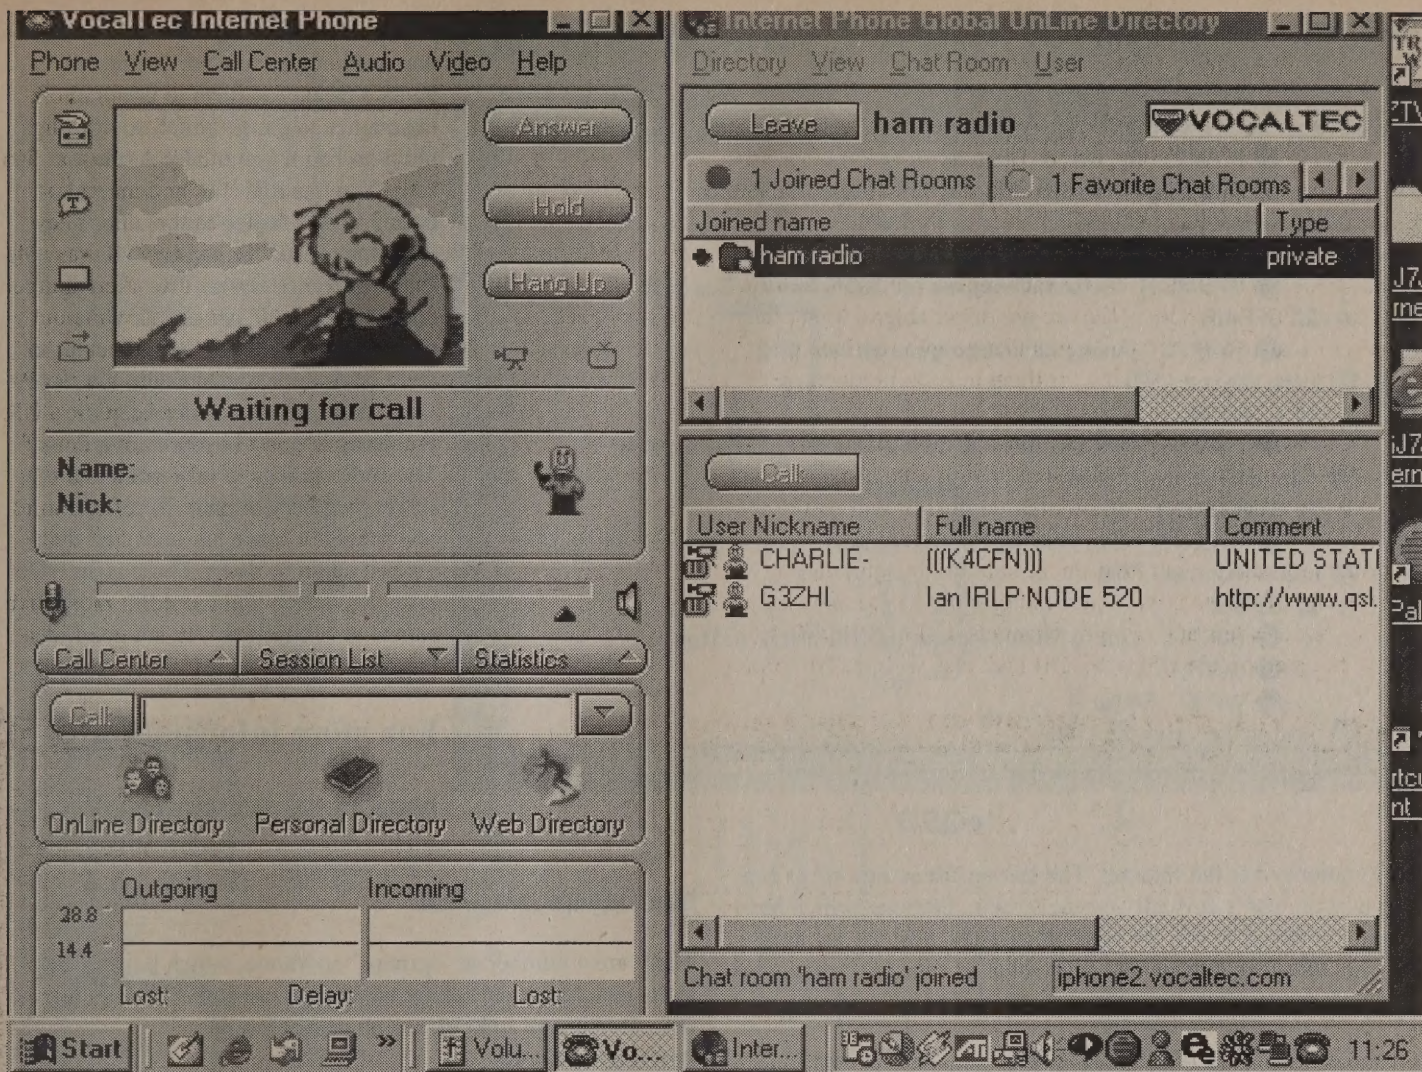 VocalTec Internet Phone
Phone View Call Center Audio Video Help
Answer
Hold
Hang Up
Waiting for call
Name:
Nick:
Call Center Session List Statistics
Call
OnLine Directory Personal Directory Web Directory
Outgoing Incoming
28.8
14.4
Lost: Delay: Lost:
Internet Phone Global OnLine Directory
Directory View Chat Room User
Leave ham radio VOCALTEC
1 Joined Chat Rooms 1 Favorite Chat Rooms
Joined name Type
ham radio private
Call
User Nickname Full name Comment
CHARLIE- (((K4CFN))) UNITED STATI
G3ZHI Ian IRLP NODE 520 http://www.qsl.
Chat room 'ham radio' joined iphone2.vocaltec.com
TR
W
Pal
nt
Start Volu... Vo... Inter... 11:26